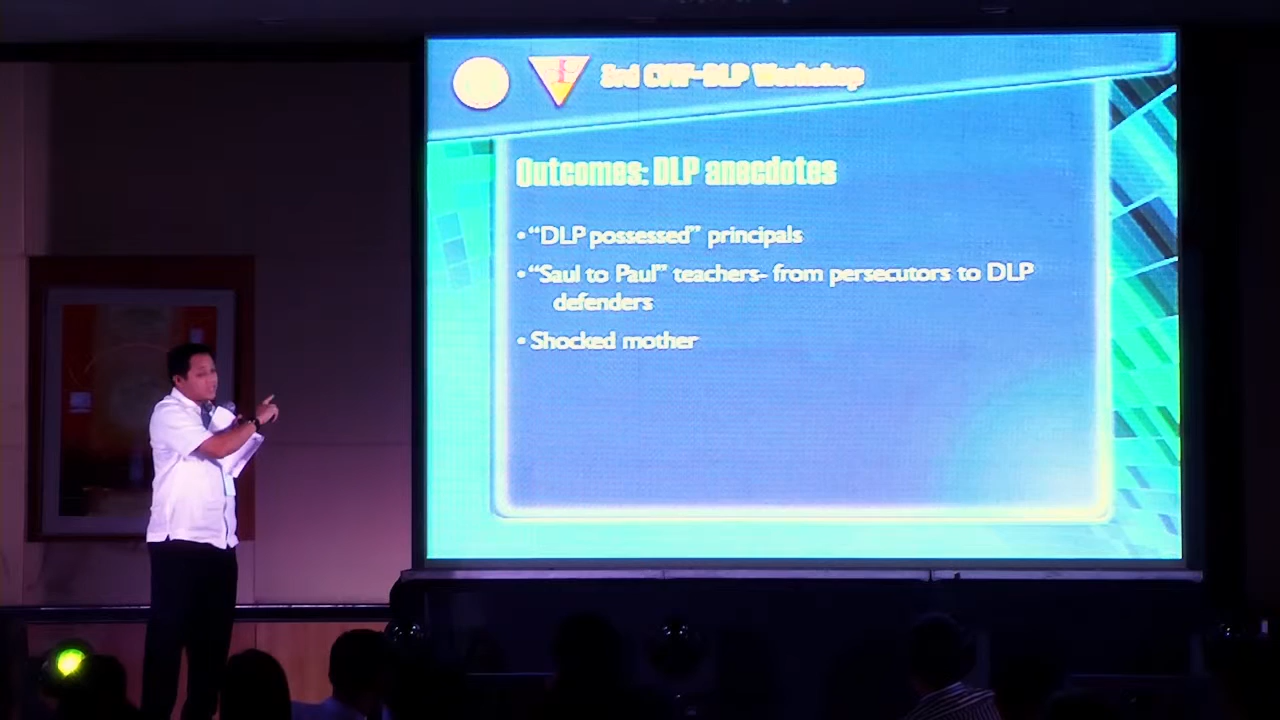 3rd CVIF-DLP Workshop
Outcomes: DLP anecdotes
• “DLP possessed” principals
• “Saul to Paul” teachers- from persecutors to DLP
defenders
• Shocked mother